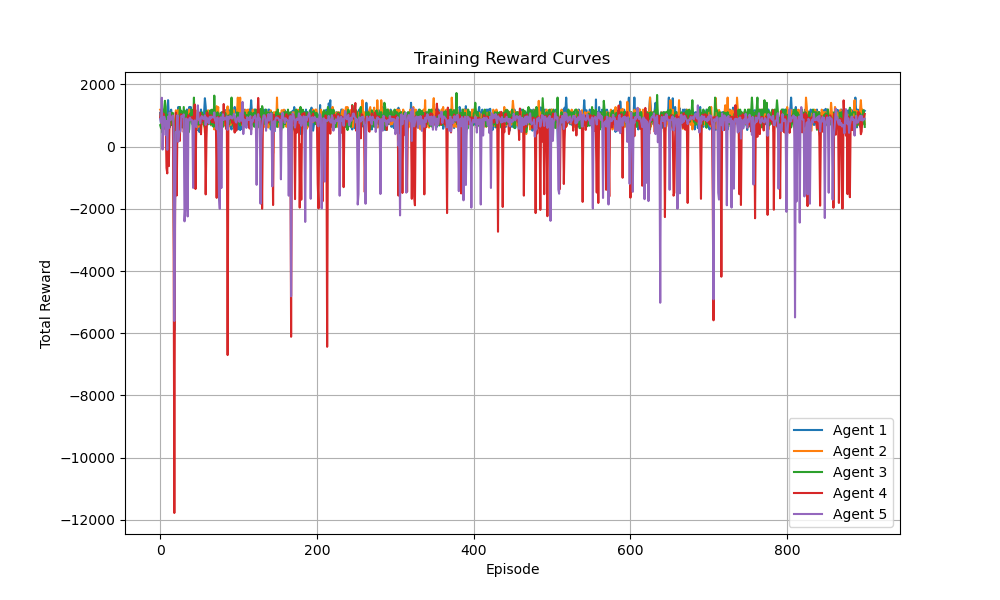 Training Reward Curves
Total Reward
2000
0
−2000
−4000
−6000
−8000
−10000
−12000
0
200
400
600
800
Episode
Agent 1
Agent 2
Agent 3
Agent 4
Agent 5